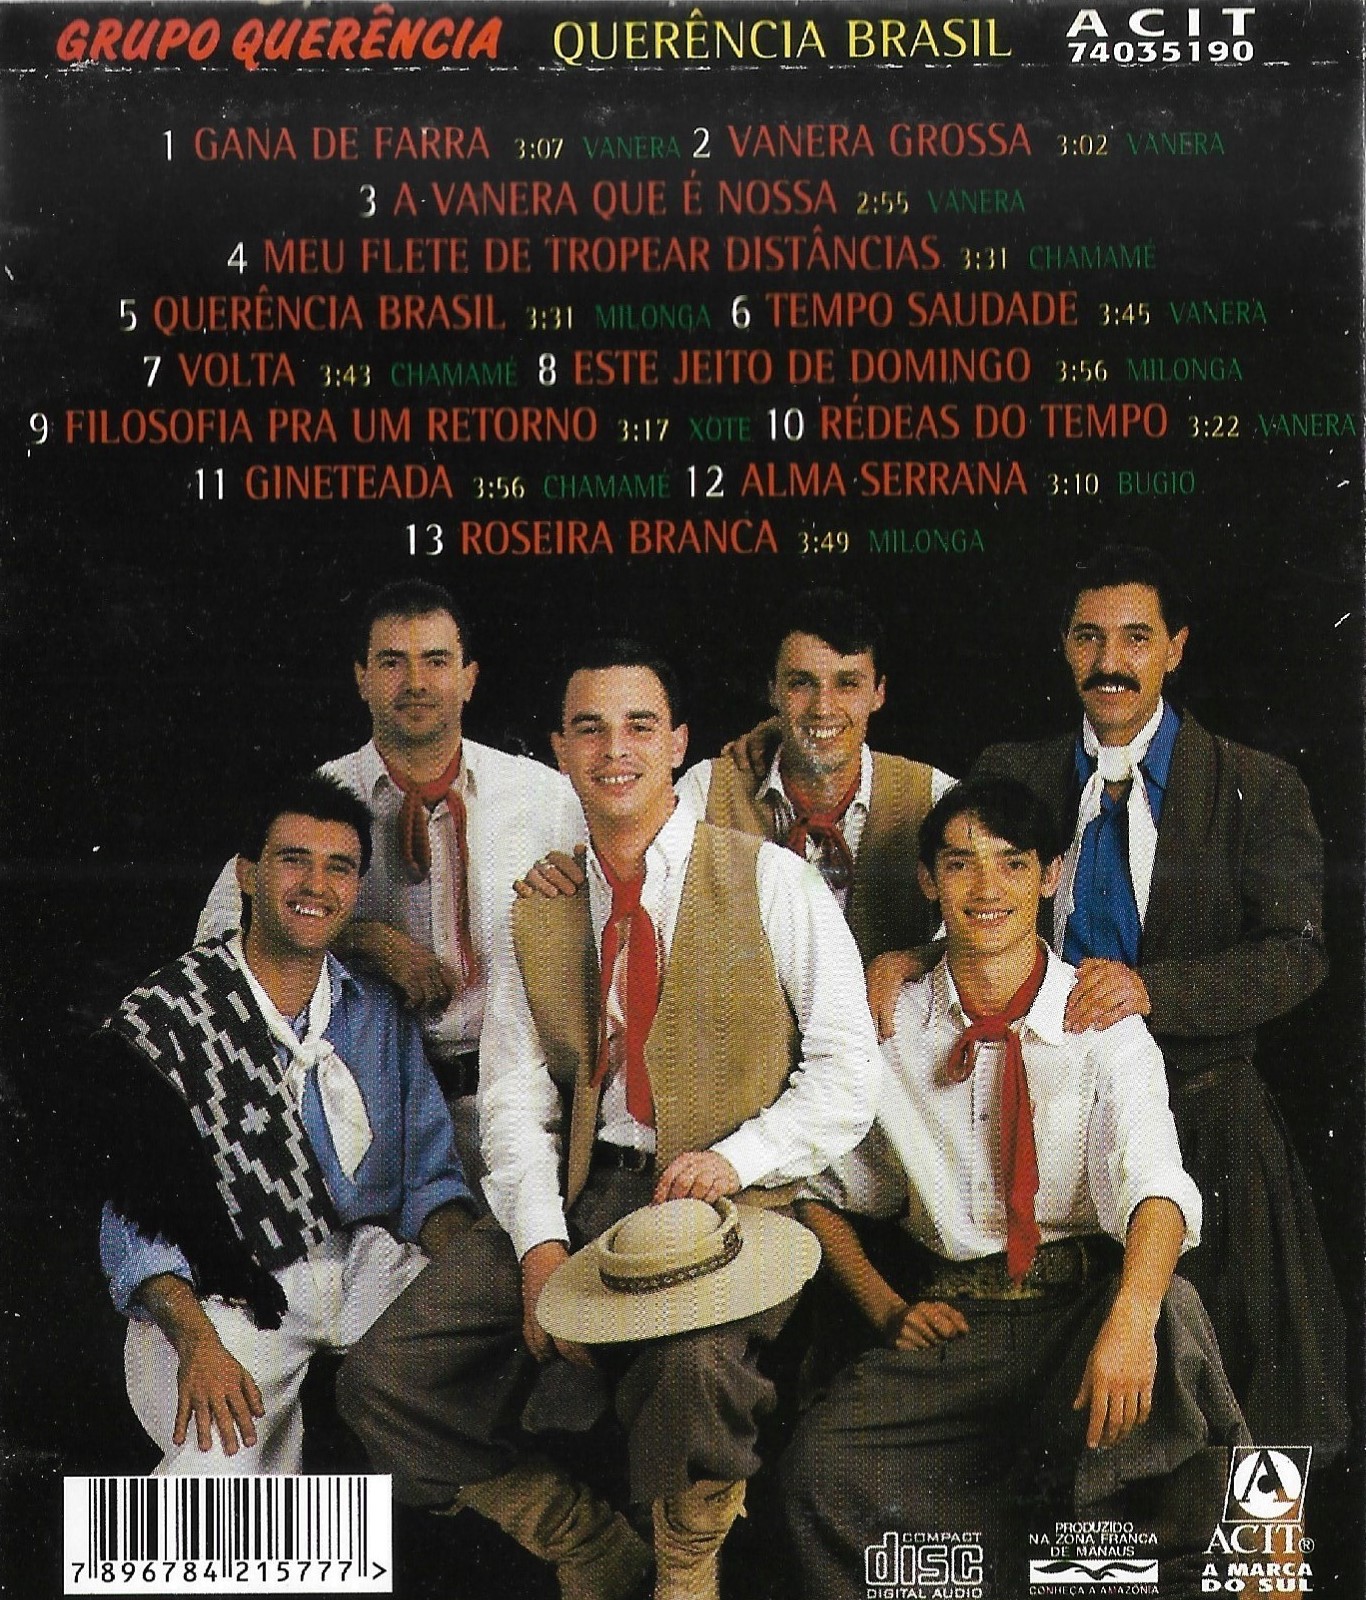 GRUPO QUERÊNCIA QUERÊNCIA BRASIL ACIT
74035190
1 GANA DE FARRA 3:07 VANERA 2 VANERA GROSSA 3:02 VANERA
3 A VANERA QUE É NOSSA 2:55 VANERA
4 MEU FLETE DE TROPEAR DISTÂNCIAS 3:31 CHAMAMÉ
5 QUERÊNCIA BRASIL 3:31 MILONGA 6 TEMPO SAUDADE 3:45 VANERA
7 VOLTA 3:43 CHAMAMÉ 8 ESTE JEITO DE DOMINGO 3:56 MILONGA
9 FILOSOFIA PRA UM RETORNO 3:17 XOTE 10 RÉDEAS DO TEMPO 3:22 VANERA
11 GINETEADA 3:56 CHAMAMÉ 12 ALMA SERRANA 3:10 BUGIO
13 ROSEIRA BRANCA 3:49 MILONGA
7 896784 215777 >
COMPACT
disc
DIGITAL AUDIO
PRODUZIDO
NA ZONA FRANCA
DE MANAUS
CONHEÇA A AMAZÔNIA
A
ACIT®
A MARCA
DO SUL